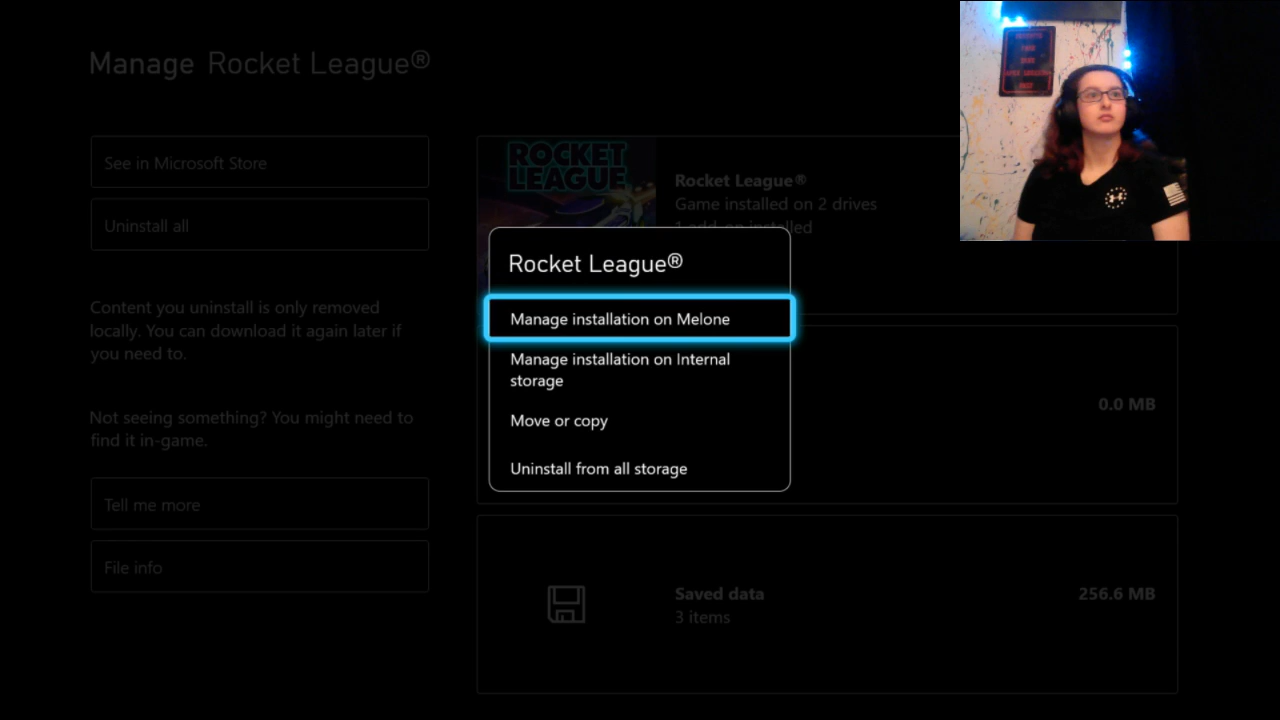 Manage Rocket League®
See in Microsoft Store
Uninstall all
Content you uninstall is only removed
locally. You can download it again later if
you need to.
Not seeing something? You might need to
find it in-game.
Tell me more
File info
ROCKET
LEAGUE
Rocket League®
Game installed on 2 drives
1 add-on installed
Rocket League®
Manage installation on Melone
Manage installation on Internal
storage
Move or copy
Uninstall from all storage
0.0 MB
Saved data
256.6 MB
3 items